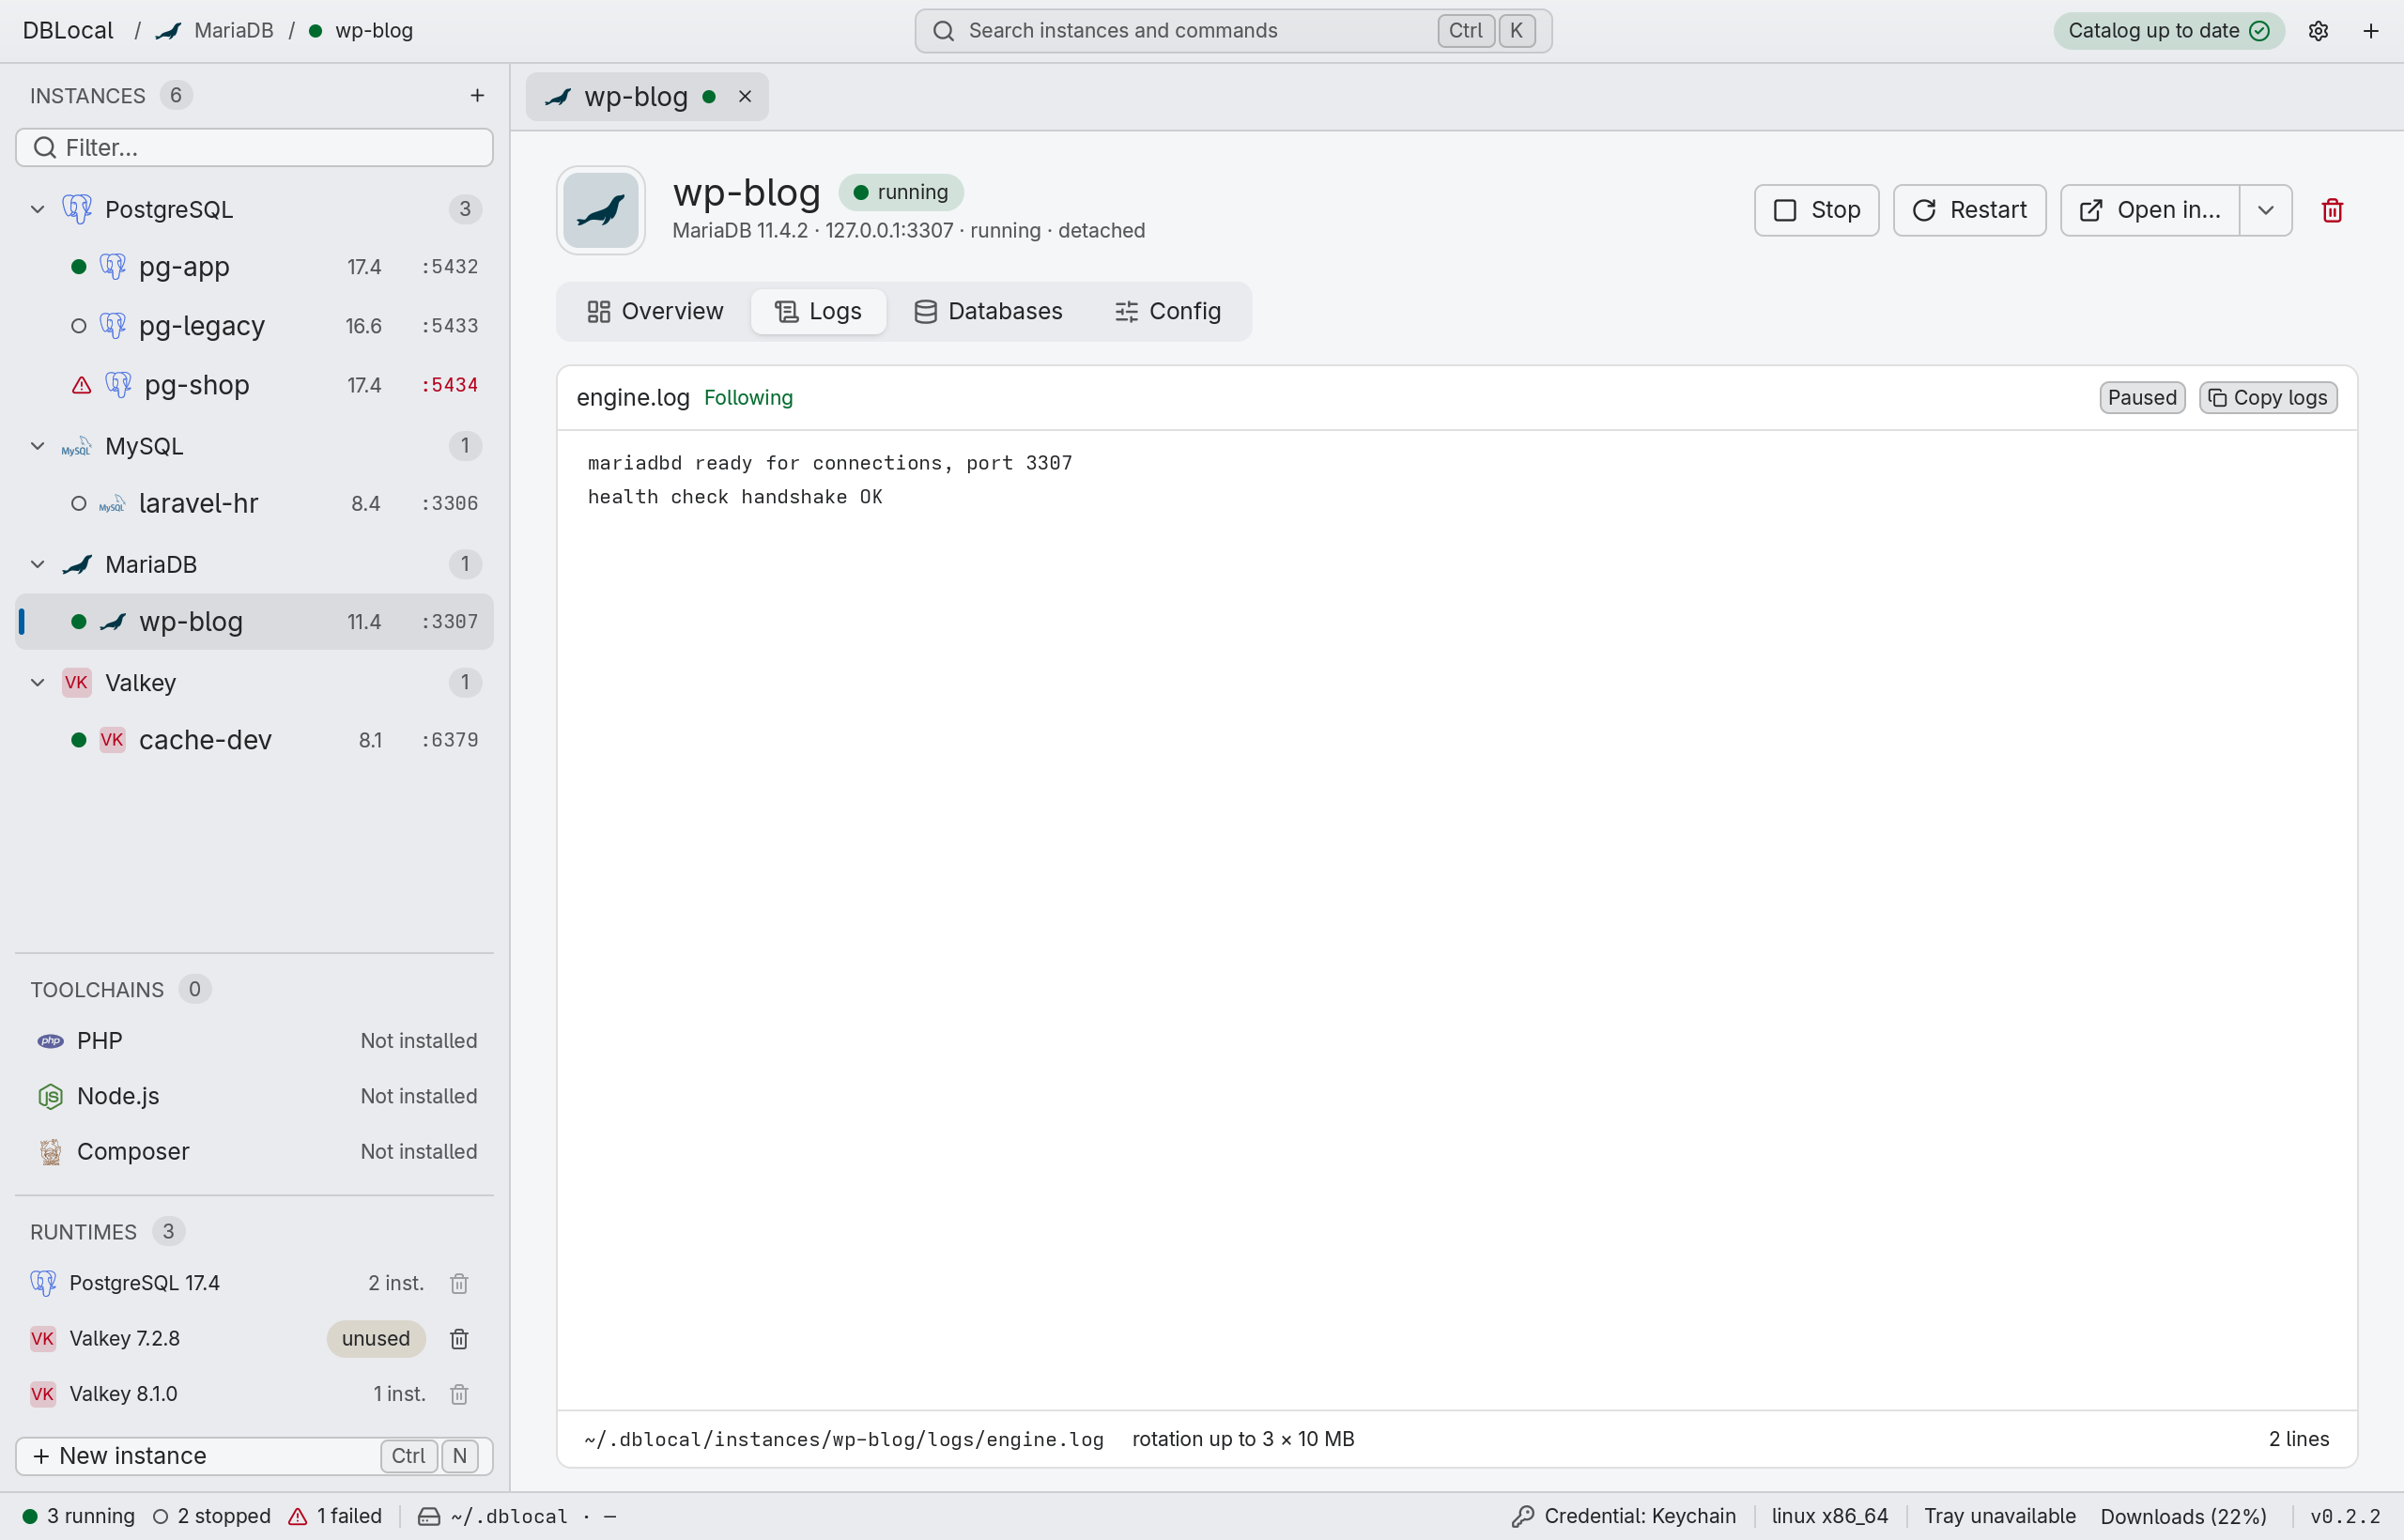 DBLocal / MariaDB / wp-blog
Search instances and commands Ctrl K
Catalog up to date
INSTANCES 6
Filter...
PostgreSQL 3
pg-app 17.4 :5432
pg-legacy 16.6 :5433
pg-shop 17.4 :5434
MySQL MySQL 1
MySQL laravel-hr 8.4 :3306
MariaDB 1
wp-blog 11.4 :3307
VK Valkey 1
VK cache-dev 8.1 :6379
TOOLCHAINS 0
php PHP Not installed
JS Node.js Not installed
Composer Not installed
RUNTIMES 3
PostgreSQL 17.4 2 inst.
VK Valkey 7.2.8 unused
VK Valkey 8.1.0 1 inst.
+ New instance Ctrl N
wp-blog
wp-blog running
MariaDB 11.4.2 · 127.0.0.1:3307 · running · detached
Stop Restart Open in...
Overview Logs Databases Config
engine.log Following Paused Copy logs
mariadbd ready for connections, port 3307
health check handshake OK
~/.dblocal/instances/wp-blog/logs/engine.log rotation up to 3 × 10 MB 2 lines
3 running 2 stopped 1 failed ~/.dblocal · — Credential: Keychain linux x86_64 Tray unavailable Downloads (22%) v0.2.2